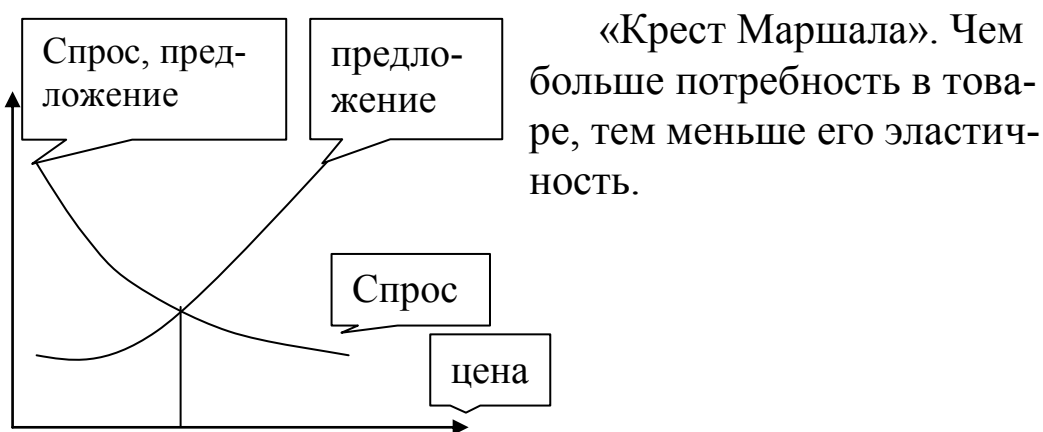 Спрос, пред-
ложение
предло-
жение
Спрос
цена
«Крест Маршала». Чем
больше потребность в това-
ре, тем меньше его эластич-
ность.